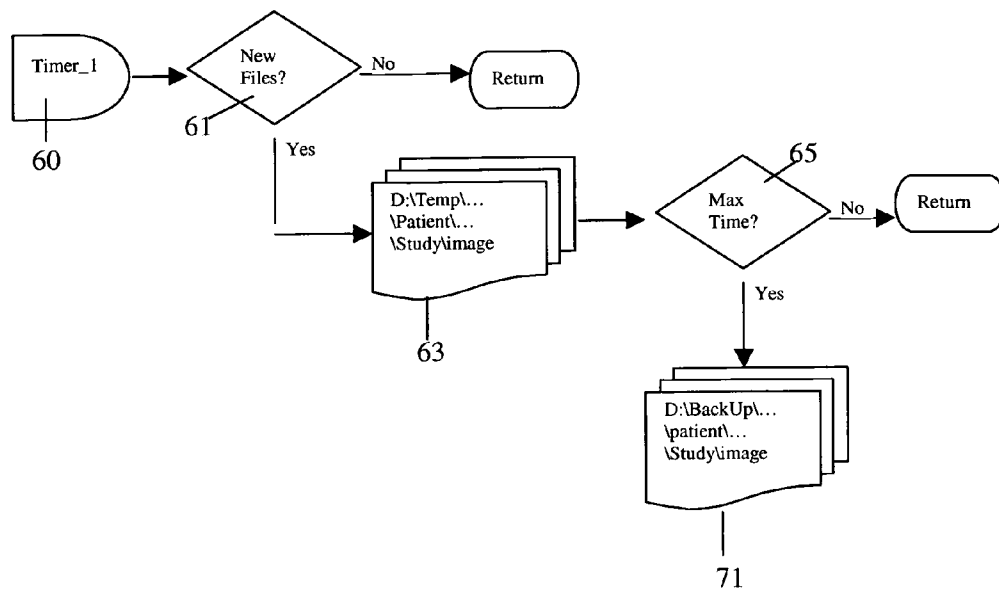 Timer_1
60
New
Files?
61
No
Return
Yes
D:\Temp\...
\Patient\...
\Study\image
63
Max
Time?
65
No
Return
Yes
D:\BackUp\...
\patient\...
\Study\image
71